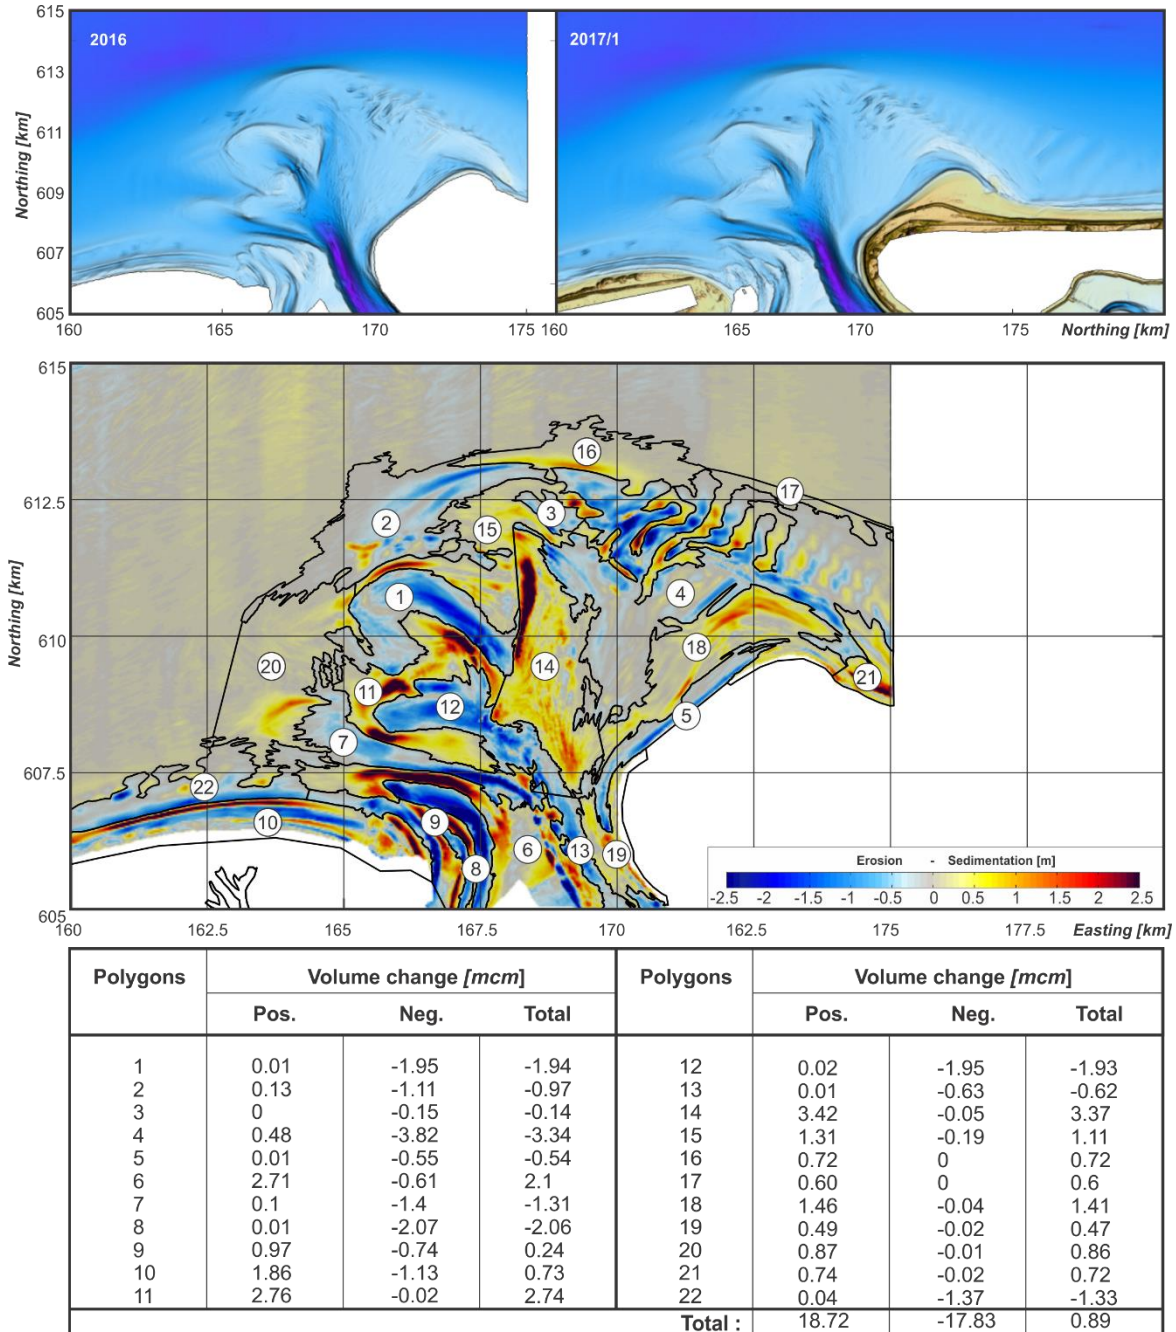 615
613
611
609
607
605
Northing [km]
2016
2017/1
160
165
170
175
160
165
170
175
Northing [km]
615
612.5
610
607.5
605
Northing [km]
16
17
2
15
3
1
4
18
20
14
11
12
21
5
7
22
10
9
6
13
19
8
Erosion - Sedimentation [m]
-2.5 -2 -1.5 -1 -0.5 0 0.5 1 1.5 2 2.5
160 162.5 165 167.5 170 162.5 175 177.5 Easting [km]
Polygons Volume change [mcm] Polygons Volume change [mcm]
Pos. Neg. Total Pos. Neg. Total
1 0.01 -1.95 -1.94 12 0.02 -1.95 -1.93
2 0.13 -1.11 -0.97 13 0.01 -0.63 -0.62
3 0 -0.15 -0.14 14 3.42 -0.05 3.37
4 0.48 -3.82 -3.34 15 1.31 -0.19 1.11
5 0.01 -0.55 -0.54 16 0.72 0 0.72
6 2.71 -0.61 2.1 17 0.60 0 0.6
7 0.1 -1.4 -1.31 18 1.46 -0.04 1.41
8 0.01 -2.07 -2.06 19 0.49 -0.02 0.47
9 0.97 -0.74 0.24 20 0.87 -0.01 0.86
10 1.86 -1.13 0.73 21 0.74 -0.02 0.72
11 2.76 -0.02 2.74 22 0.04 -1.37 -1.33
Total : 18.72 -17.83 0.89